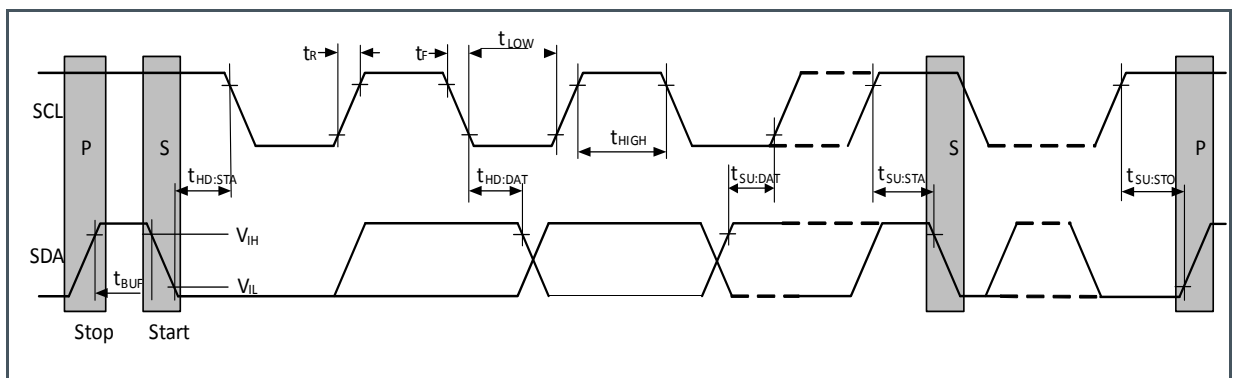 tR
tF
tLOW
SCL
P
S
tHIGH
S
P
tHD:STA
tHD:DAT
tSU:DAT
tSU:STA
tSU:STO
VIH
SDA
tBUF
VIL
Stop
Start